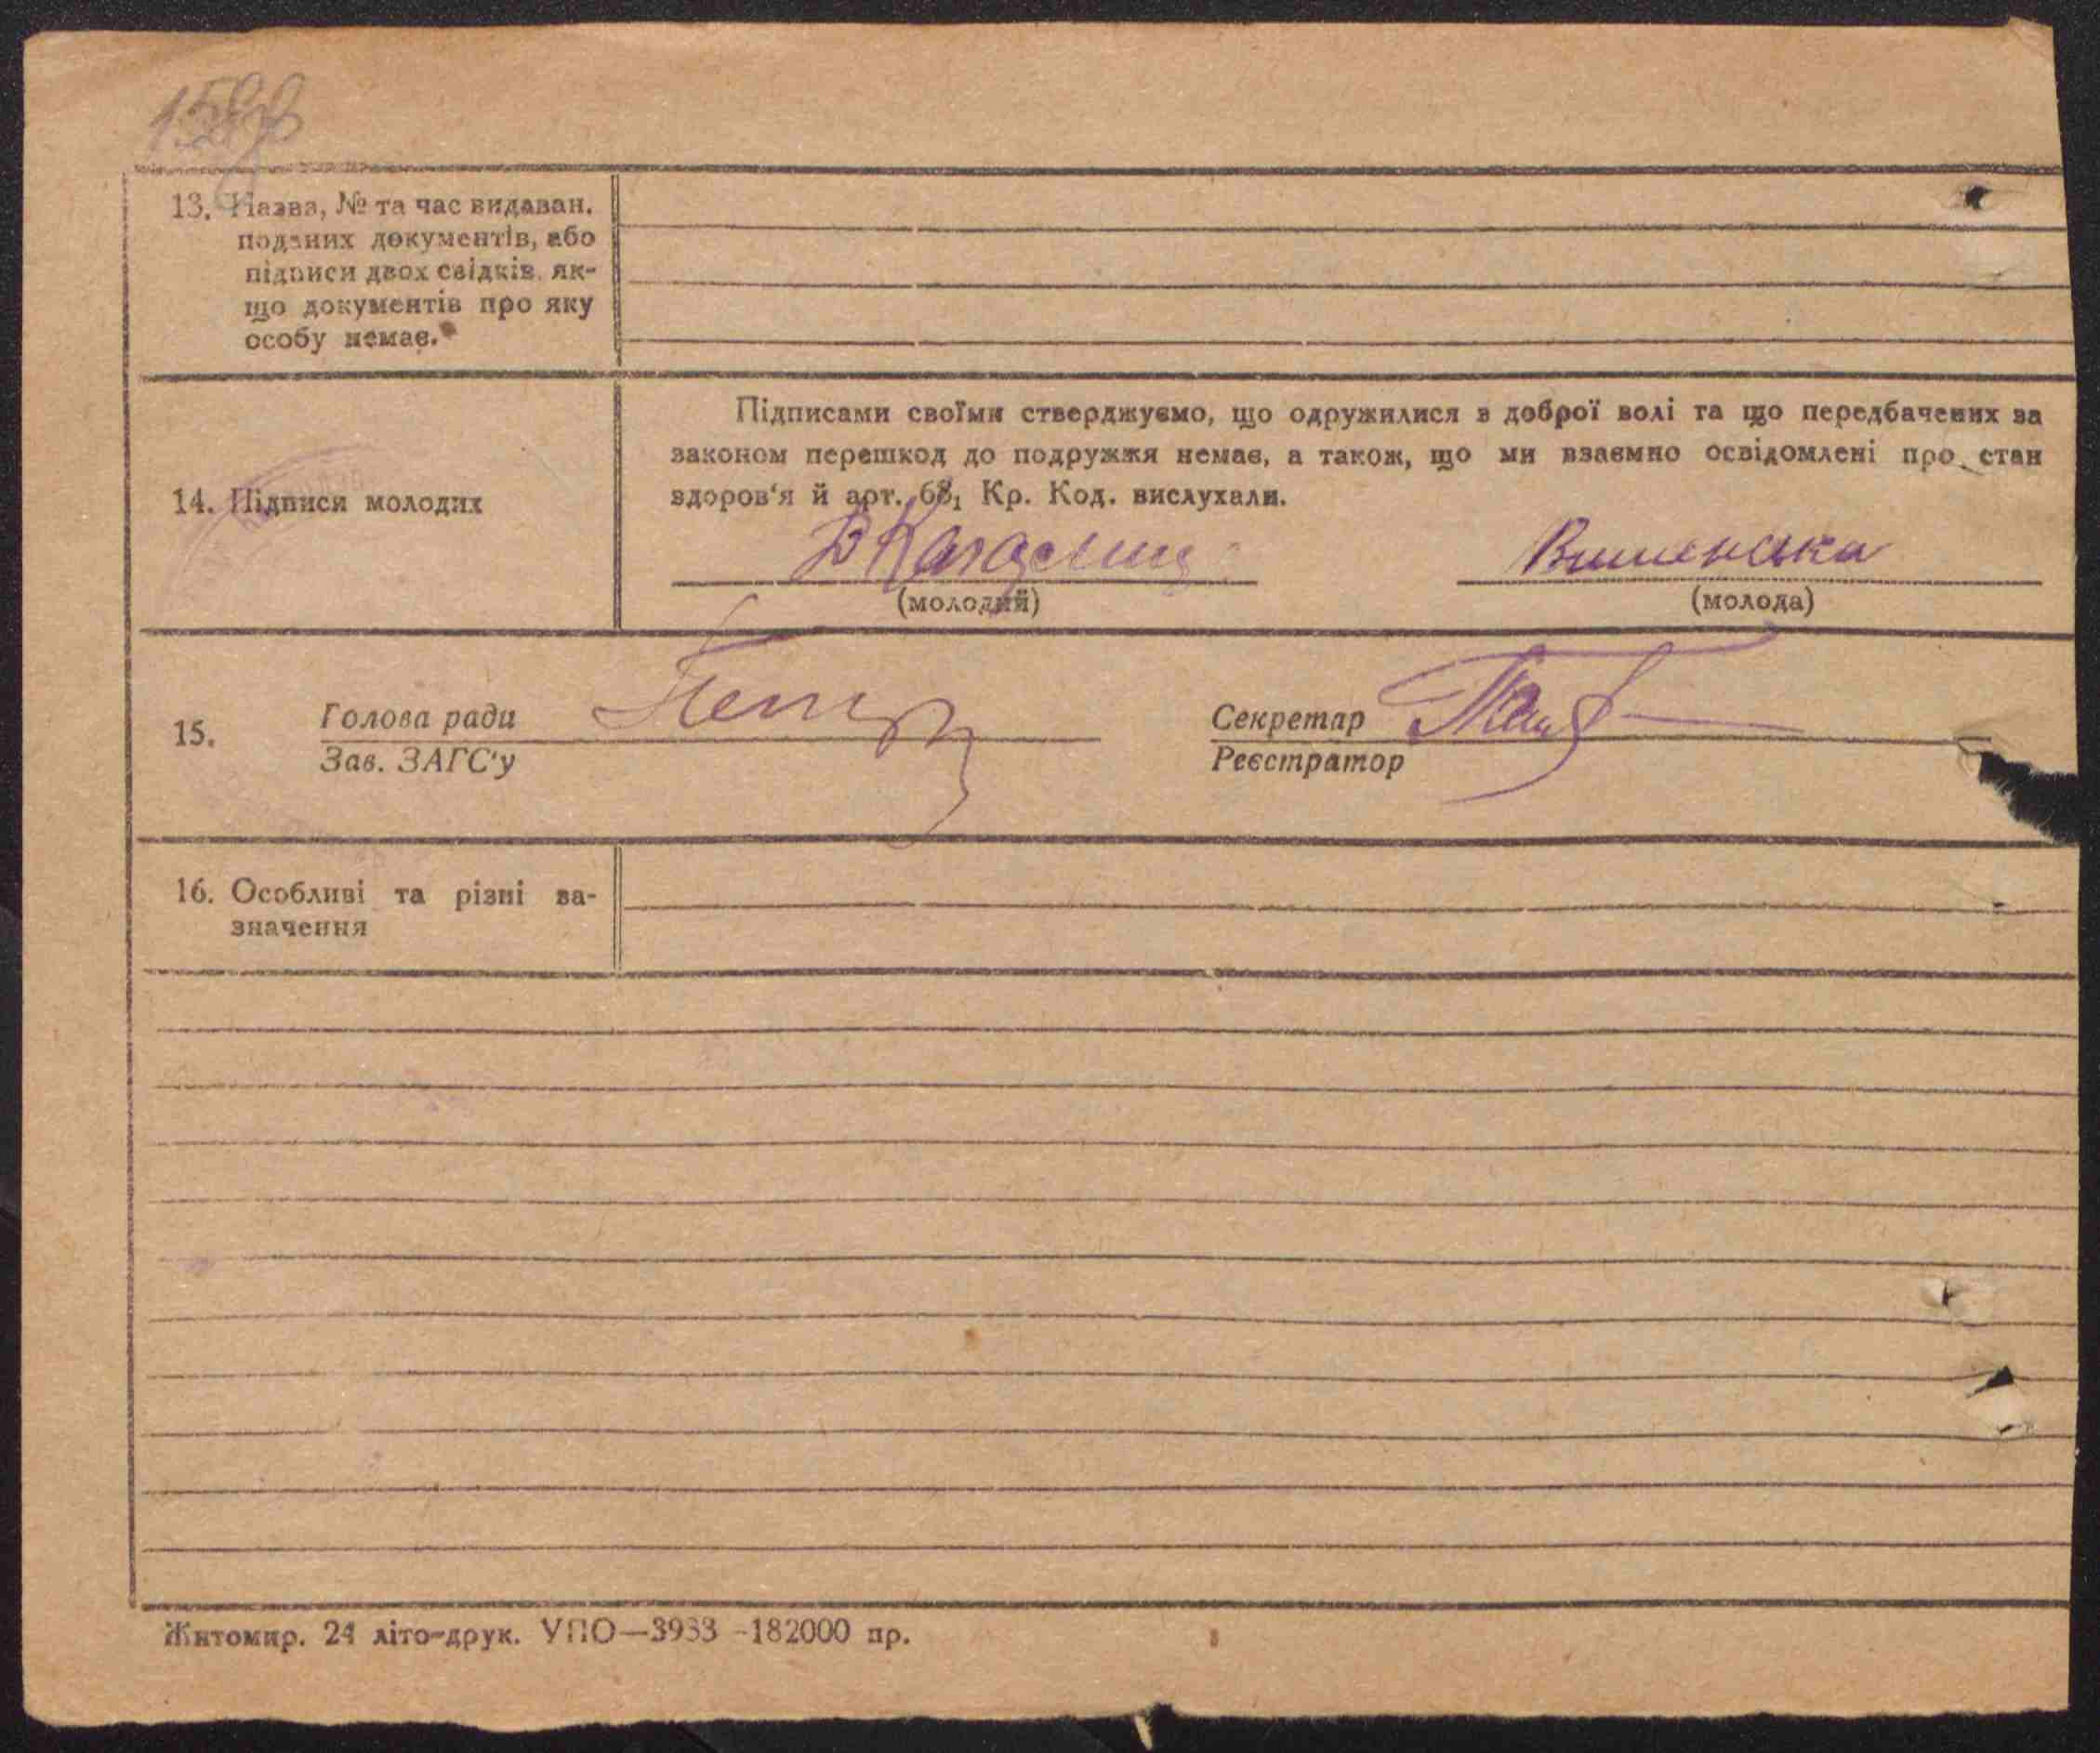 13. Назва, № та час видаван.
поданих документів, або
підписи двох свідків, як-
що документів про яку
особу немає.
Підписами своїми стверджуємо, що одружилися з доброї волі та що передбачених за
законом перешкод до подружжя немає, а також, що ми взаємно освідомлені про стан
здоров'я й арт. 68₁ Кр. Код. вислухали.
14. Підписи молодих
Вишенська
(молодий) (молода)
15. Голова ради Секретар
Зав. ЗАГС'у Реєстратор
16. Особливі та різні за-
значення
Житомир. 24 літо-друк. УПО—3933 -182000 пр.